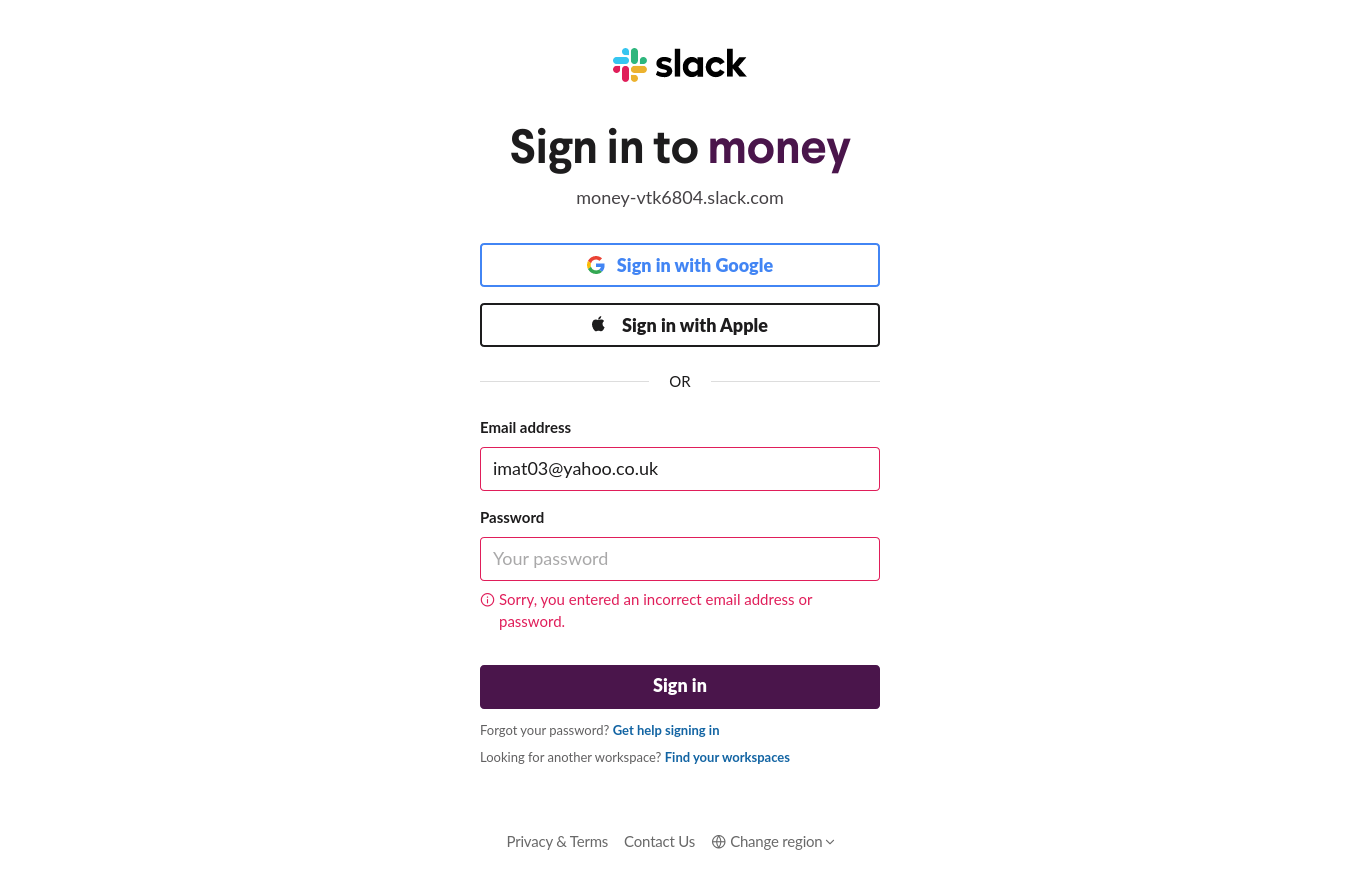 slack
Sign in to money
money-vtk6804.slack.com
Sign in with Google
Sign in with Apple
OR
Email address
imat03@yahoo.co.uk
Password
Your password
Sorry, you entered an incorrect email address or
password.
Sign in
Forgot your password? Get help signing in
Looking for another workspace? Find your workspaces
Privacy & Terms Contact Us Change region